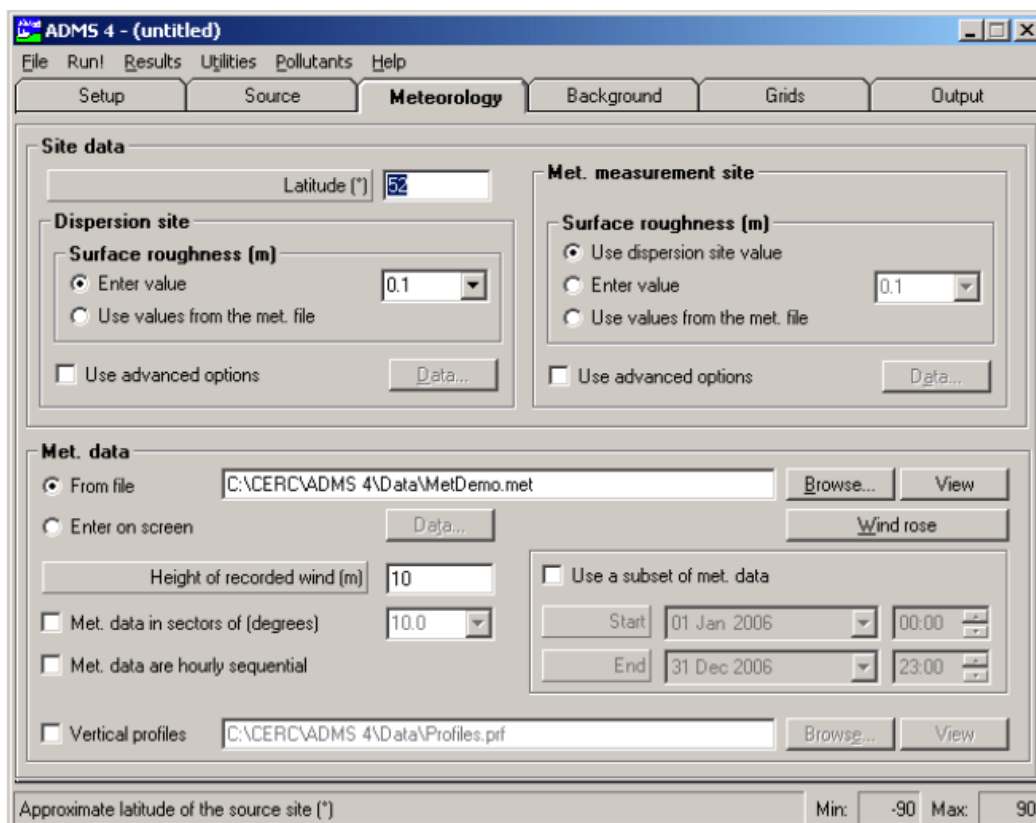 ADMS 4 - (untitled)
File Run! Results Utilities Pollutants Help
Setup Source Meteorology Background Grids Output
Site data
Latitude (°) 52
Met. measurement site
Dispersion site
Surface roughness (m)
Surface roughness (m)
Use dispersion site value
Enter value 0.1
Enter value 0.1
Use values from the met. file
Use values from the met. file
Use advanced options Data...
Use advanced options Data...
Met. data
From file C:\CERC\ADMS 4\Data\MetDemo.met Browse... View
Enter on screen Data... Wind rose
Height of recorded wind (m) 10
Use a subset of met. data
Met. data in sectors of (degrees) 10.0
Start 01 Jan 2006 00:00
Met. data are hourly sequential
End 31 Dec 2006 23:00
Vertical profiles C:\CERC\ADMS 4\Data\Profiles.prf Browse... View
Approximate latitude of the source site (°) Min: -90 Max: 90